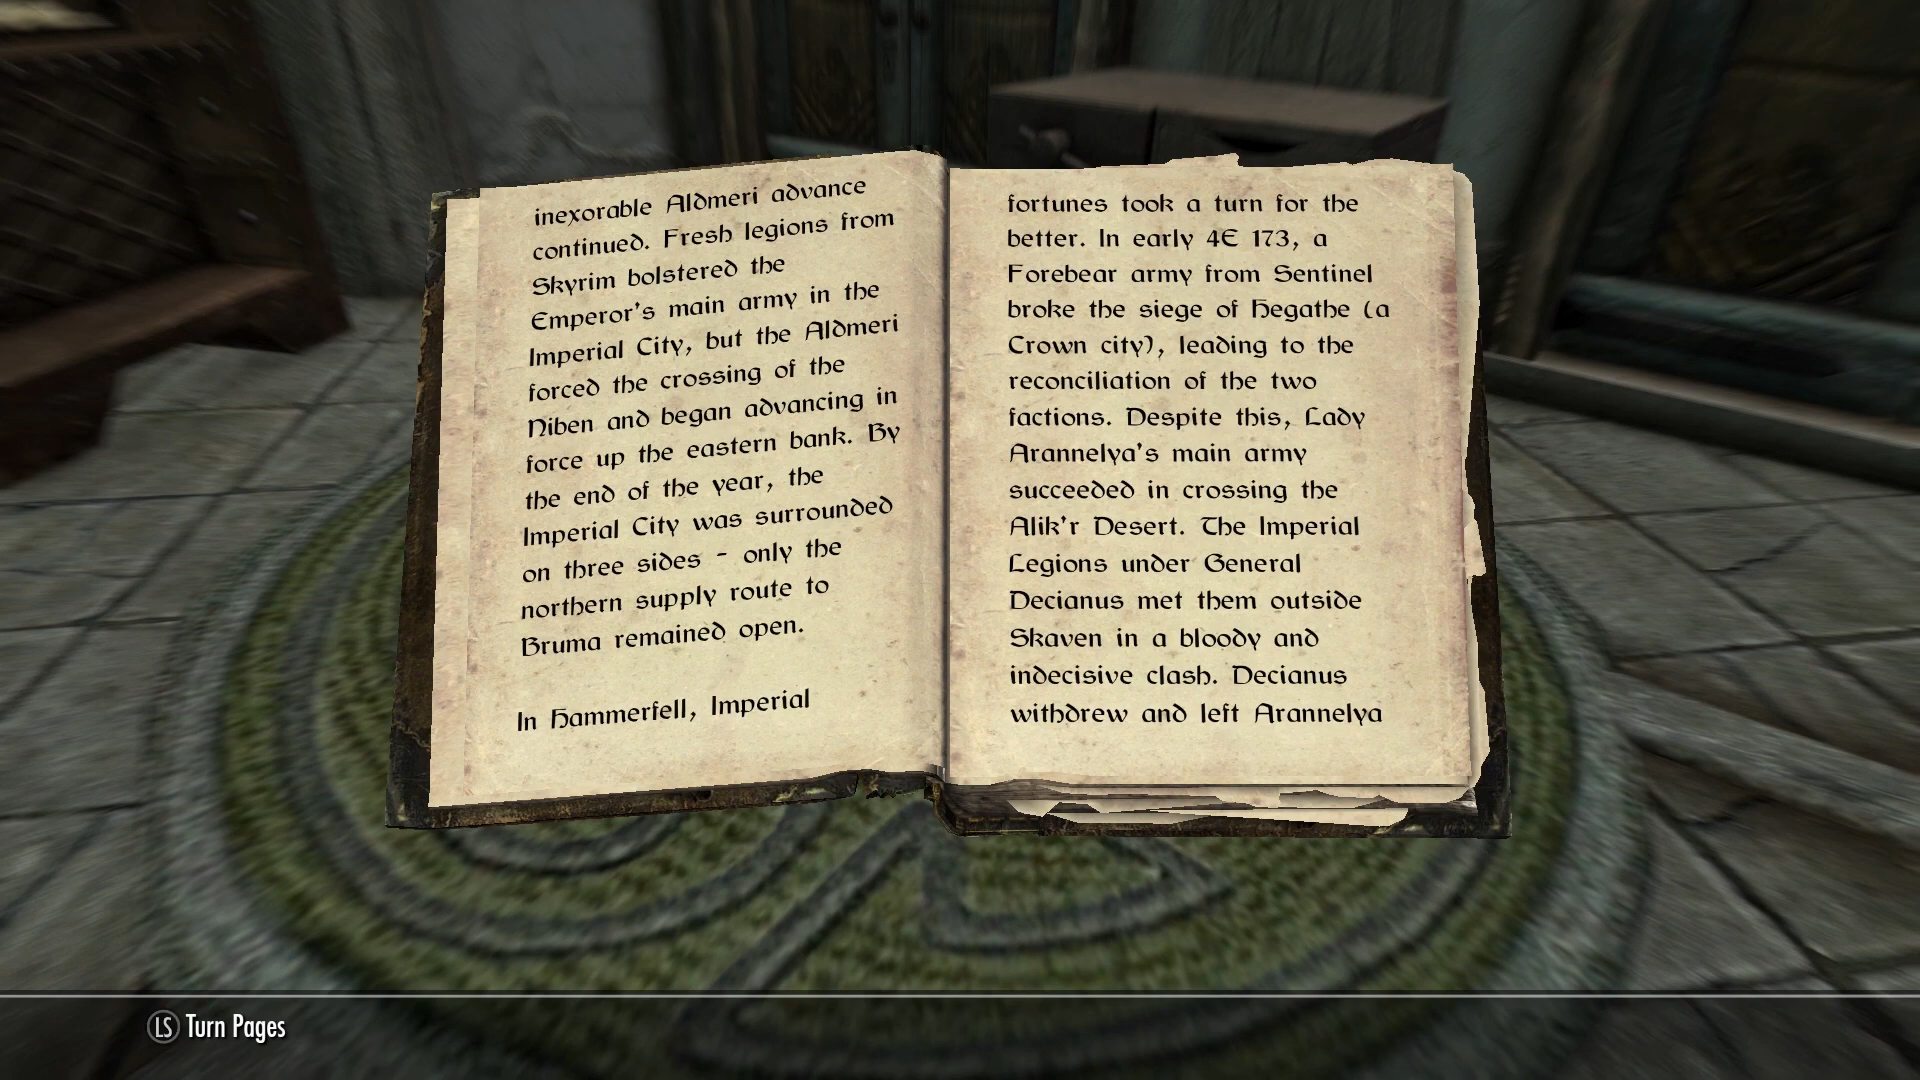 inexorable Aldmeri advance
continued. Fresh legions from
Skyrim bolstered the
Emperor's main army in the
Imperial City, but the Aldmeri
forced the crossing of the
Niben and began advancing in
force up the eastern bank. By
the end of the year, the
Imperial City was surrounded
on three sides - only the
northern supply route to
Bruma remained open.
In Hammerfell, Imperial
fortunes took a turn for the
better. In early 4E 173, a
Forebear army from Sentinel
broke the siege of Hegathe (a
Crown city), leading to the
reconciliation of the two
factions. Despite this, Lady
Arannelya's main army
succeeded in crossing the
Alik'r Desert. The Imperial
Legions under General
Decianus met them outside
Skaven in a bloody and
indecisive clash. Decianus
withdrew and left Arannelya
LS Turn Pages